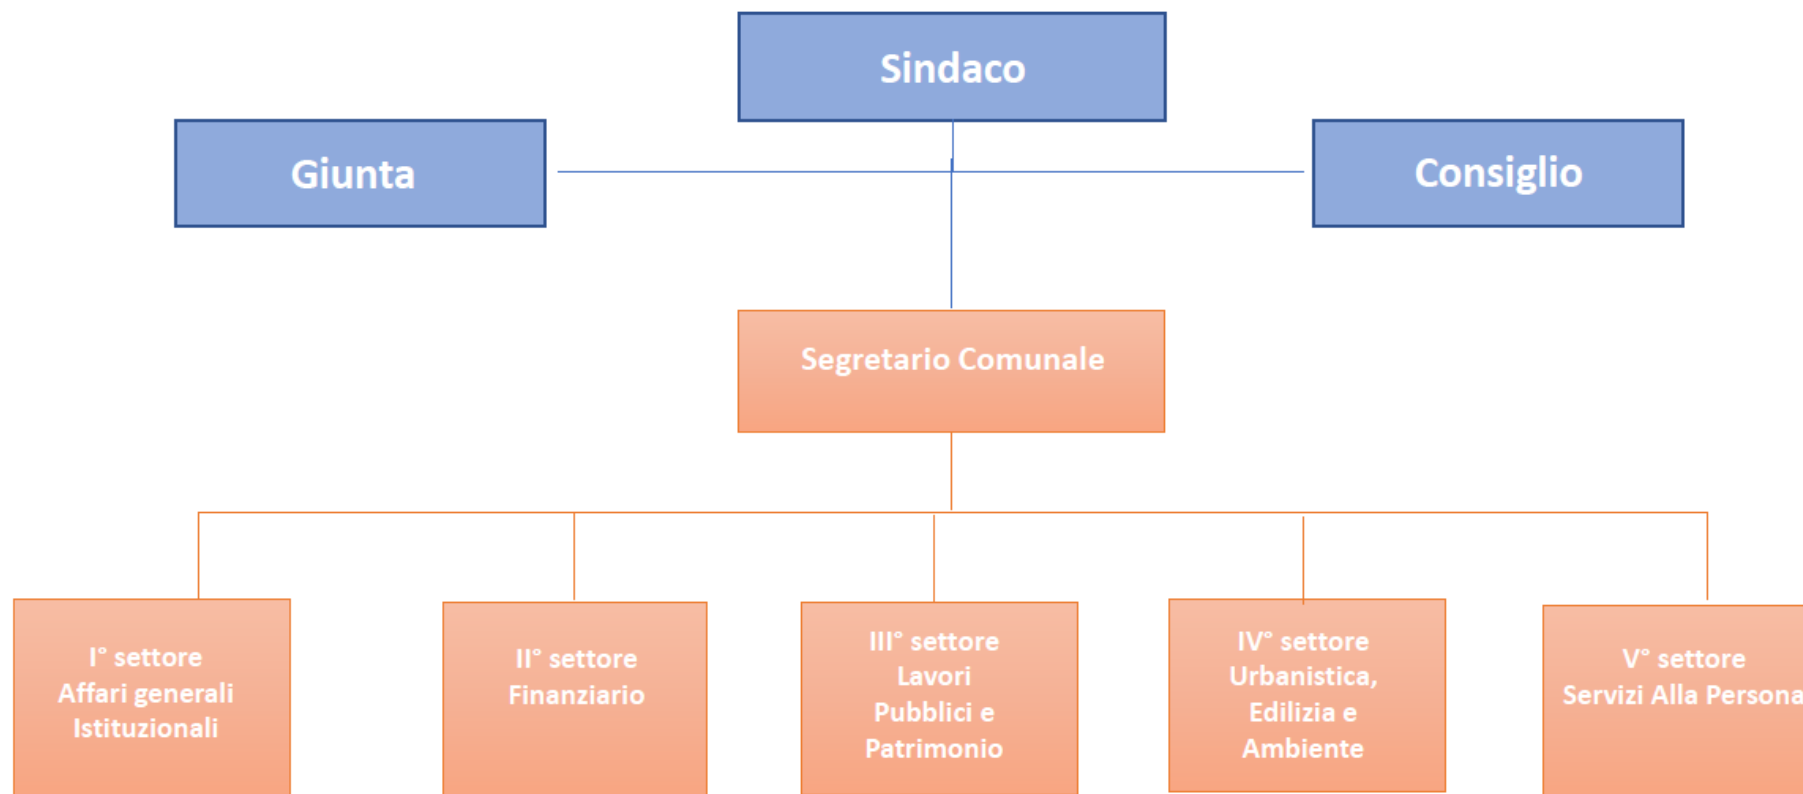 Sindaco
Giunta
Consiglio
Segretario Comunale
I° settore
Affari generali
Istituzionali
II° settore
Finanziario
III° settore
Lavori
Pubblici e
Patrimonio
IV° settore
Urbanistica,
Edilizia e
Ambiente
V° settore
Servizi Alla Persona